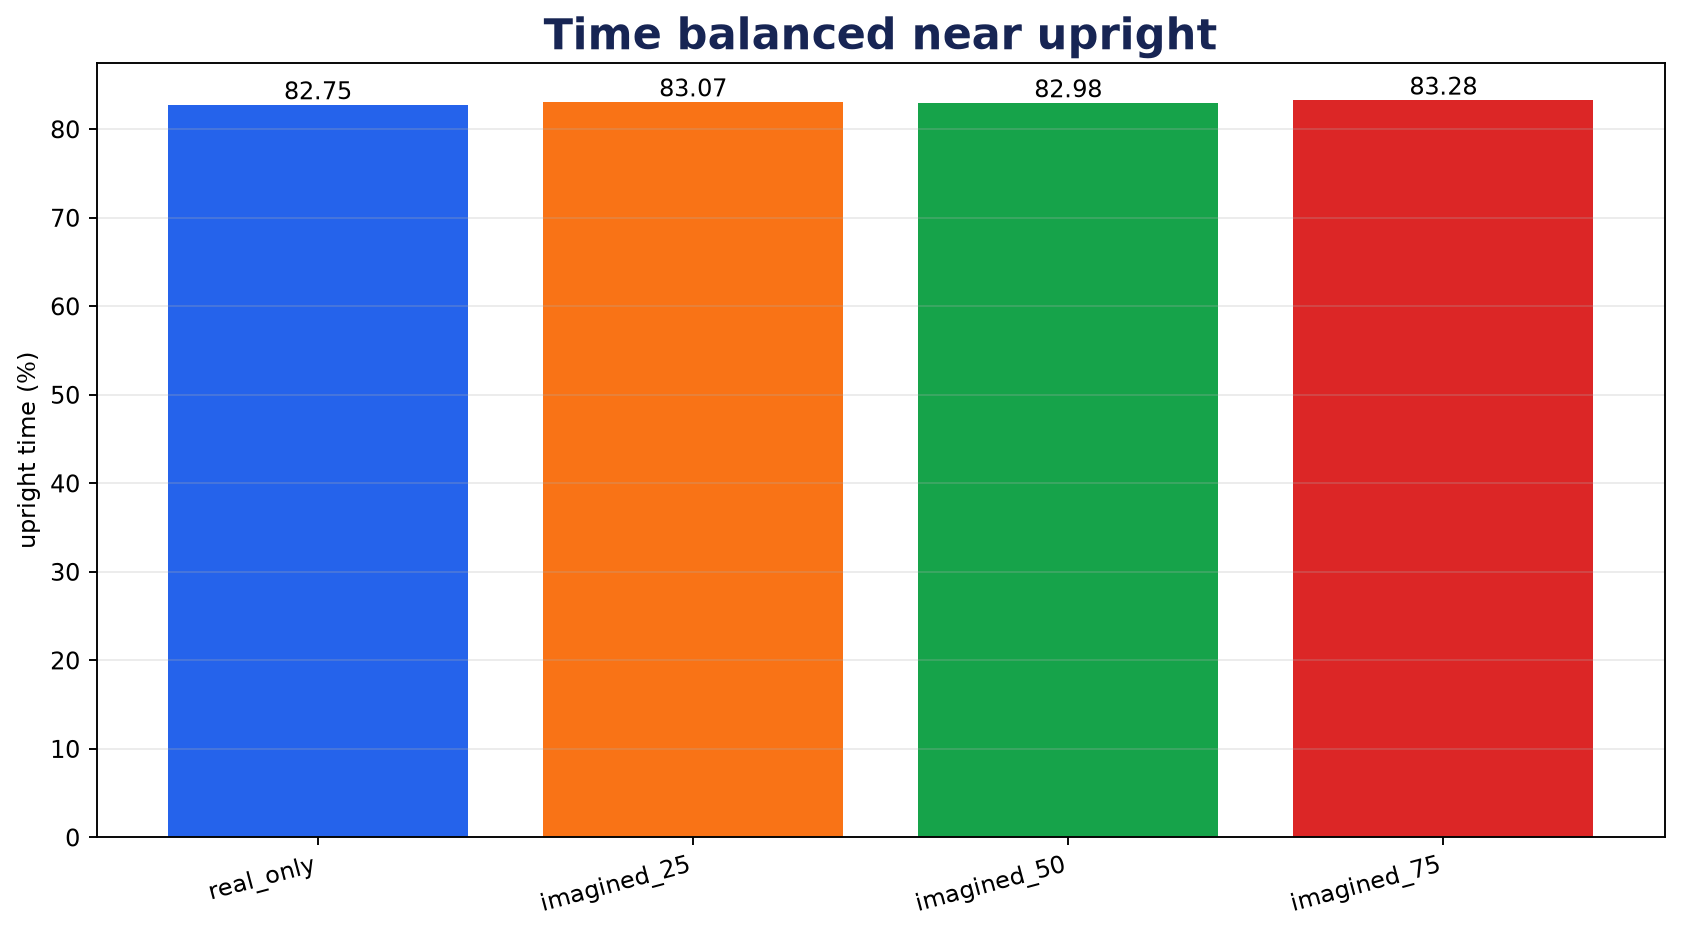 Time balanced near upright
82.75
83.07
82.98
83.28
80
70
60
50
40
30
20
10
0
upright time (%)
real_only
imagined_25
imagined_50
imagined_75